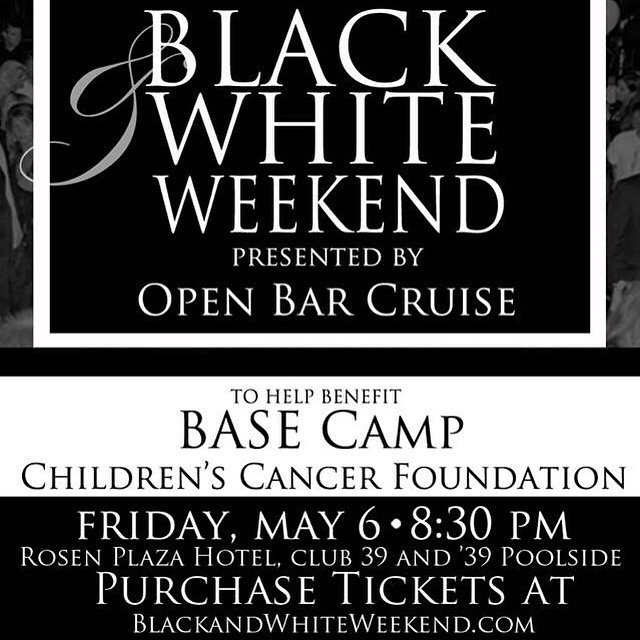 BLACK
& WHITE
WEEKEND
PRESENTED BY
OPEN BAR CRUISE
TO HELP BENEFIT
BASE CAMP
CHILDREN'S CANCER FOUNDATION
FRIDAY, MAY 6 • 8:30 PM
ROSEN PLAZA HOTEL, CLUB 39 AND '39 POOLSIDE
PURCHASE TICKETS AT
BLACKANDWHITEWEEKEND.COM